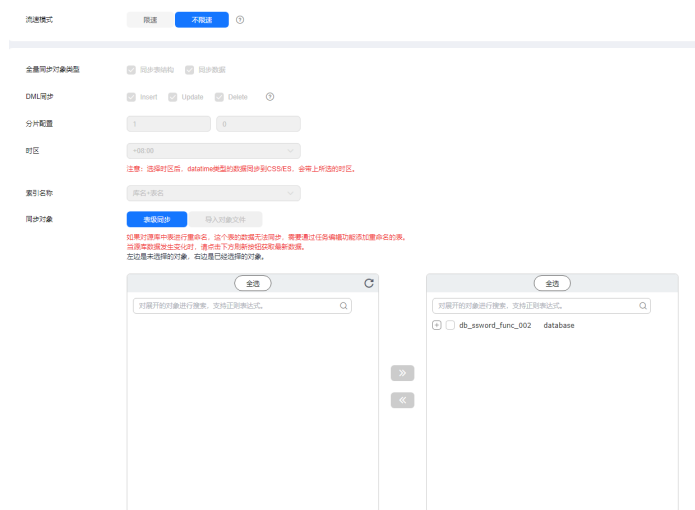 流速模式 限速 不限速
全量同步对象类型 同步表结构 同步数据
DML同步 Insert Update Delete
分片配置 1 0
时区 +00:00
注意：选择时区后，datatime类型的数据同步到CSS/ES，会带上所选的时区。
索引名称 库名+表名
同步对象 表级同步 导入对象文件
如果对源库中表进行重命名，这个表的数据无法同步，需要通过任务编辑功能添加重命名的表。
当源库数据发生变化时，请点击下方刷新按钮获取最新数据。
左边是未选择的对象，右边是已经选择的对象。
全选 全选
对展开的对象进行搜索，支持正则表达式。 对展开的对象进行搜索，支持正则表达式。
db_ssword_func_002 database